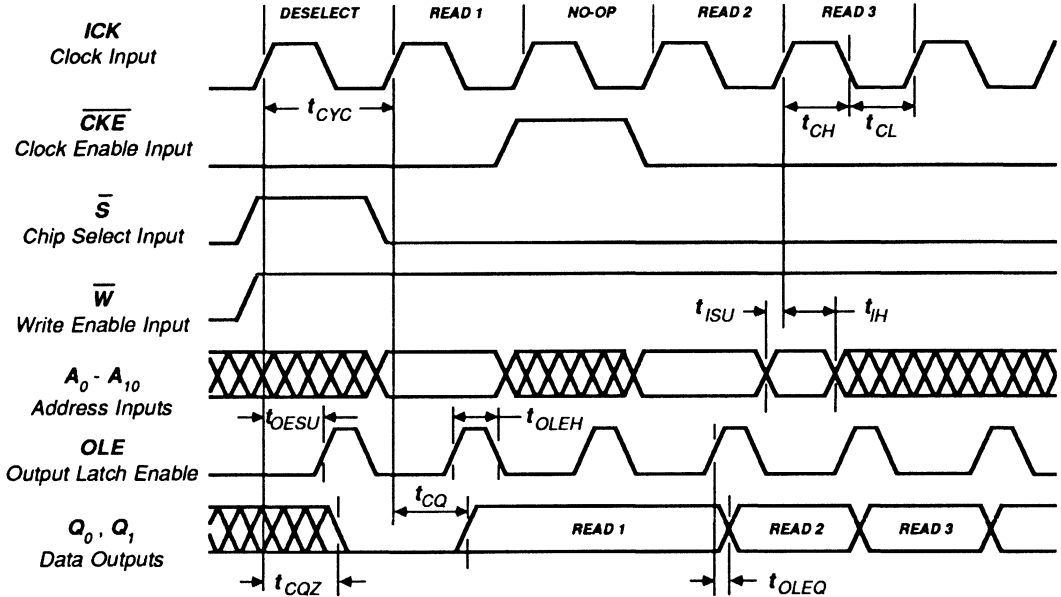 DESELECT READ 1 NO-OP READ 2 READ 3
ICK
Clock Input
tCYC tCH tCL
CKE
Clock Enable Input
S
Chip Select Input
W
Write Enable Input
tISU tIH
A0 - A10
Address Inputs
tOESU tOLEH
OLE
Output Latch Enable
tCQ
Q0 , Q1
Data Outputs
READ 1 READ 2 READ 3
tCQZ tOLEQ